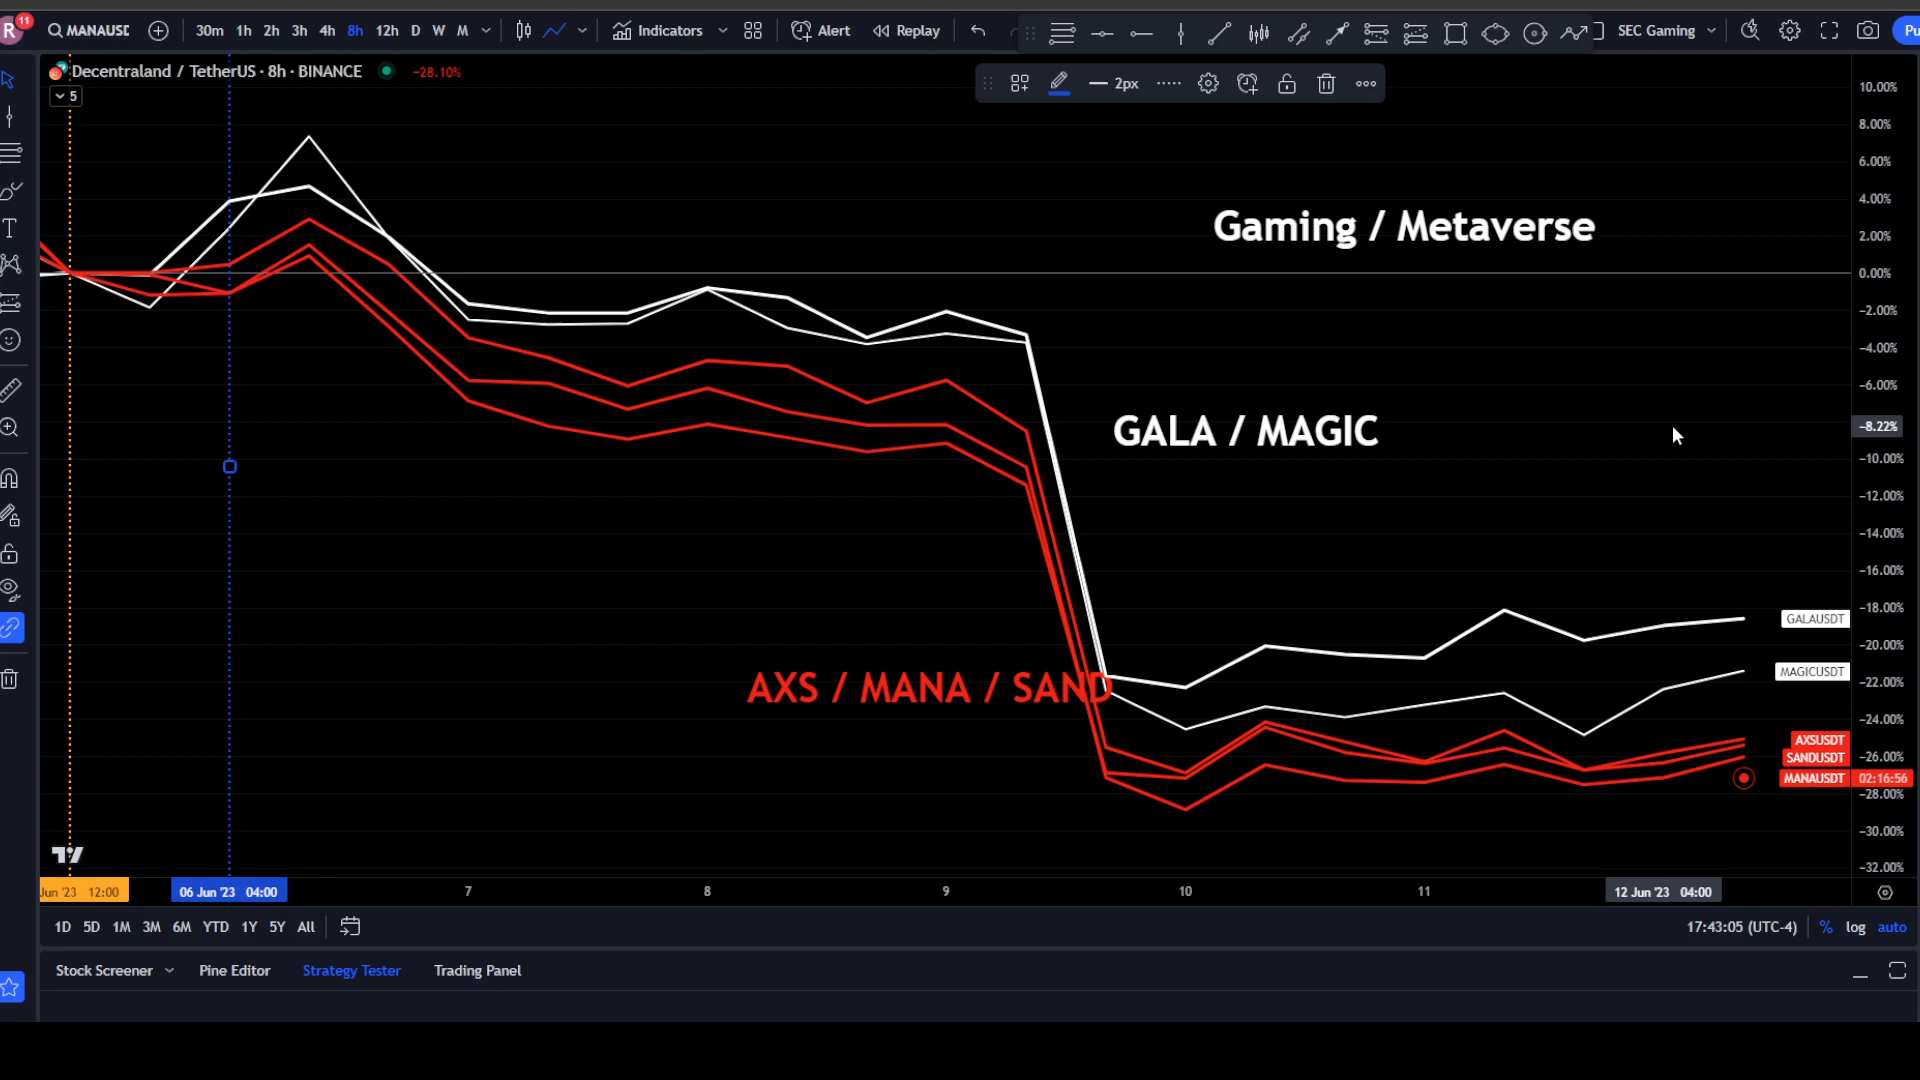 R 11 MANAUSD 30m 1h 2h 3h 4h 8h 12h D W M Indicators Alert Replay SEC Gaming Pu
Decentraland / TetherUS · 8h · BINANCE -28.10%
5
2px
10.00%
8.00%
6.00%
4.00%
2.00%
0.00%
-2.00%
-4.00%
-6.00%
-8.22%
-10.00%
-12.00%
-14.00%
-16.00%
-18.00%
-20.00%
-22.00%
-24.00%
-26.00%
-28.00%
-30.00%
-32.00%
Gaming / Metaverse
GALA / MAGIC
AXS / MANA / SAND
GALAUSDT
MAGICUSDT
AXSUSDT
SANDUSDT
MANAUSDT 02:16:56
Jun '23 12:00 06 Jun '23 04:00 7 8 9 10 11 12 Jun '23 04:00
1D 5D 1M 3M 6M YTD 1Y 5Y All 17:43:05 (UTC-4) % log auto
Stock Screener Pine Editor Strategy Tester Trading Panel